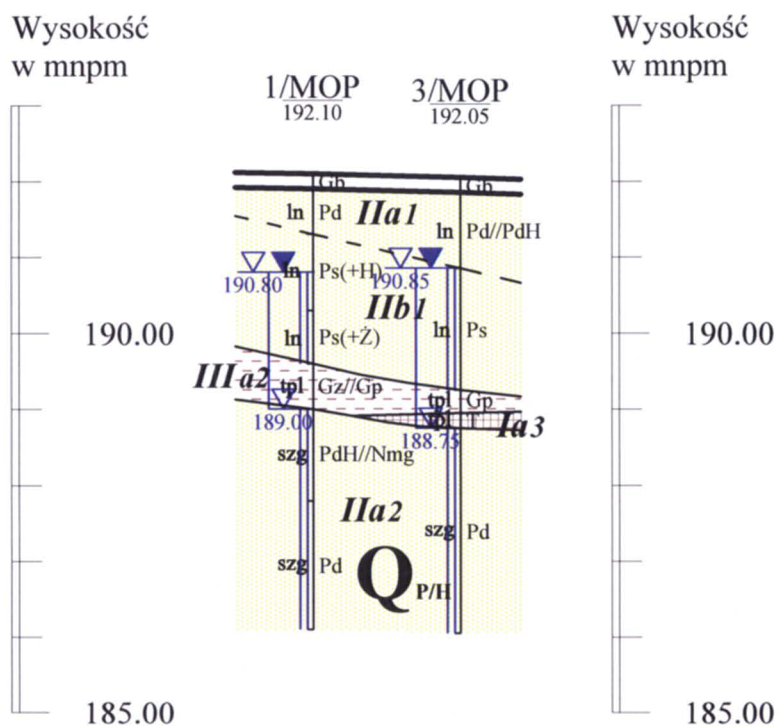 Wysokość
w mnpm
Wysokość
w mnpm
1/MOP
192.10
3/MOP
192.05
Gb
Gb
ln Pd
IIa1
ln Pd//PdH
ln Ps(+H)
190.80
190.85
IIb1
190.00
ln Ps(+Ż)
ln Ps
190.00
IIIa2
tpl Gz//Gp
tpl Gp
tpl T
Ia3
189.00
188.75
szg PdH//Nmg
IIa2
szg Pd
szg Pd
Q P/H
185.00
185.00